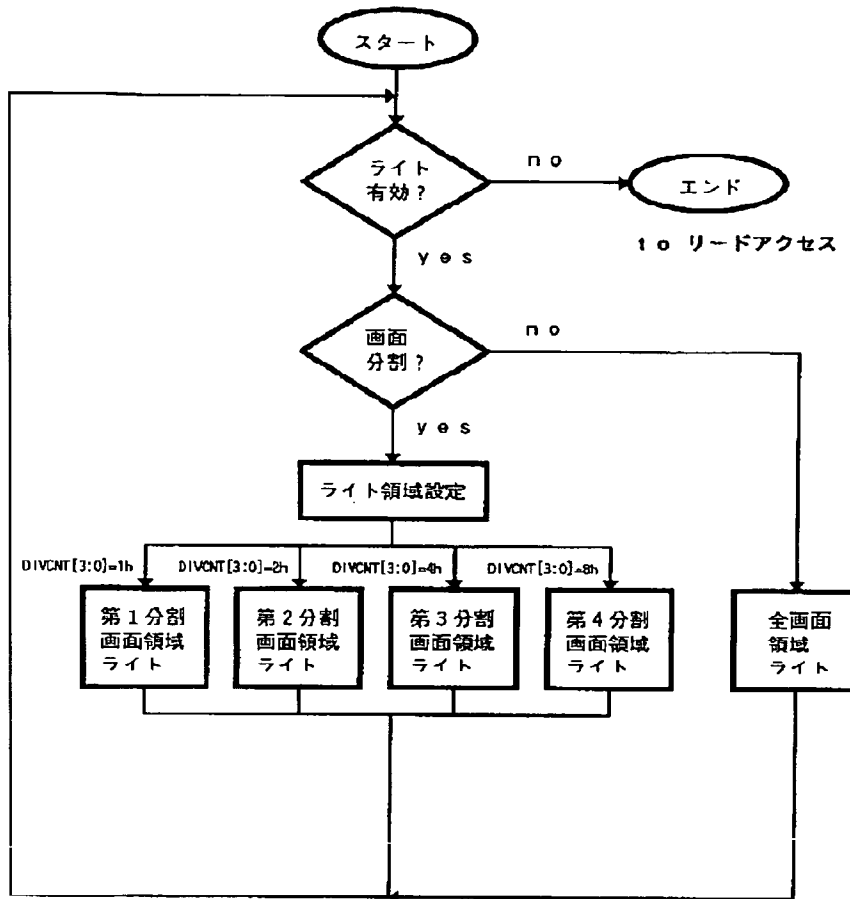 スタート
ライト
有効？
no
エンド
to リードアクセス
yes
画面
分割？
no
yes
ライト領域設定
DIVCNT[3:0]=1h
DIVCNT[3:0]=2h
DIVCNT[3:0]=4h
DIVCNT[3:0]=8h
第１分割
画面領域
ライト
第２分割
画面領域
ライト
第３分割
画面領域
ライト
第４分割
画面領域
ライト
全画面
領域
ライト